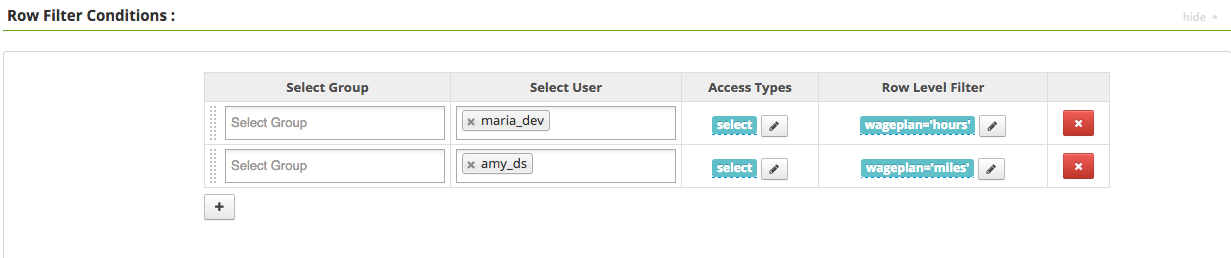 Row Filter Conditions :
hide
Select Group Select User Access Types Row Level Filter
Select Group × maria_dev select wageplan='hours' ×
Select Group × amy_ds select wageplan='miles' ×
+